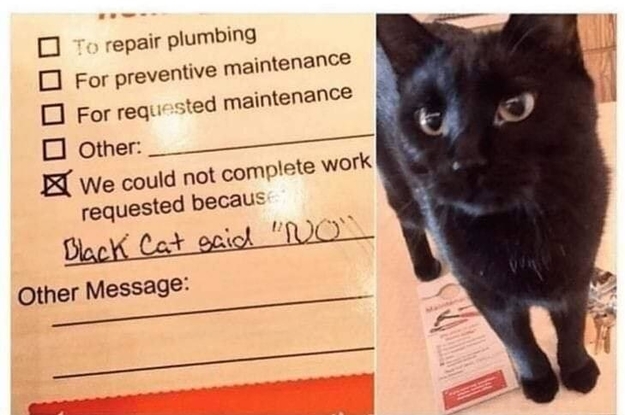 To repair plumbing
For preventive maintenance
For requested maintenance
Other:
We could not complete work
requested because
Black Cat said "NO"
Other Message: